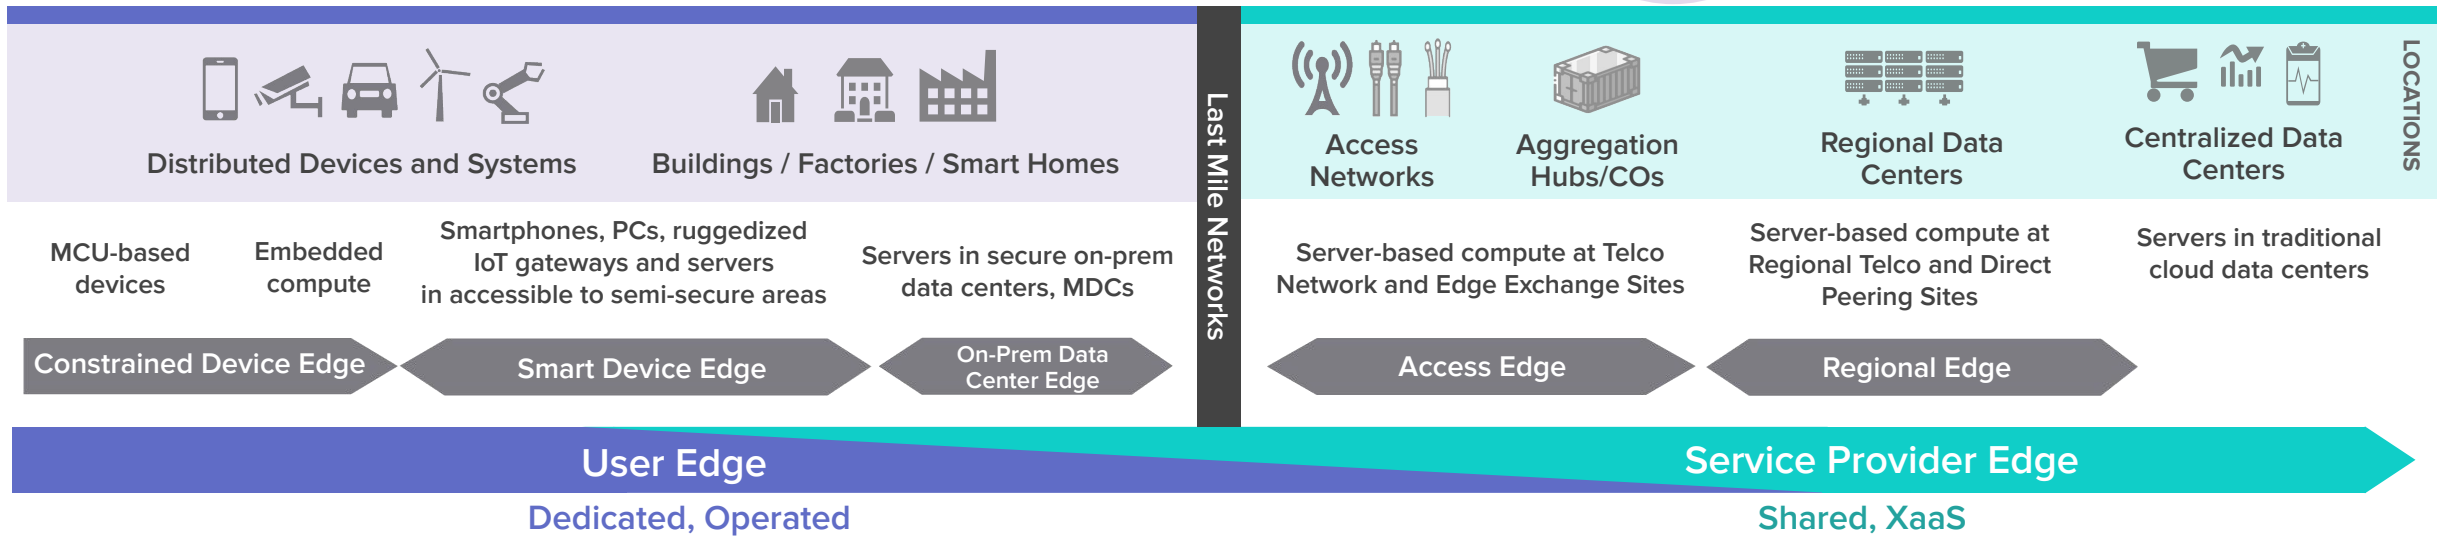 Distributed Devices and Systems
Buildings / Factories / Smart Homes
Last Mile Networks
Access
Networks
Aggregation
Hubs/COs
Regional Data
Centers
Centralized Data
Centers
LOCATIONS
MCU-based
devices
Embedded
compute
Smartphones, PCs, ruggedized
IoT gateways and servers
in accessible to semi-secure areas
Servers in secure on-prem
data centers, MDCs
Server-based compute at Telco
Network and Edge Exchange Sites
Server-based compute at
Regional Telco and Direct
Peering Sites
Servers in traditional
cloud data centers
Constrained Device Edge
Smart Device Edge
On-Prem Data
Center Edge
Access Edge
Regional Edge
User Edge
Service Provider Edge
Dedicated, Operated
Shared, XaaS